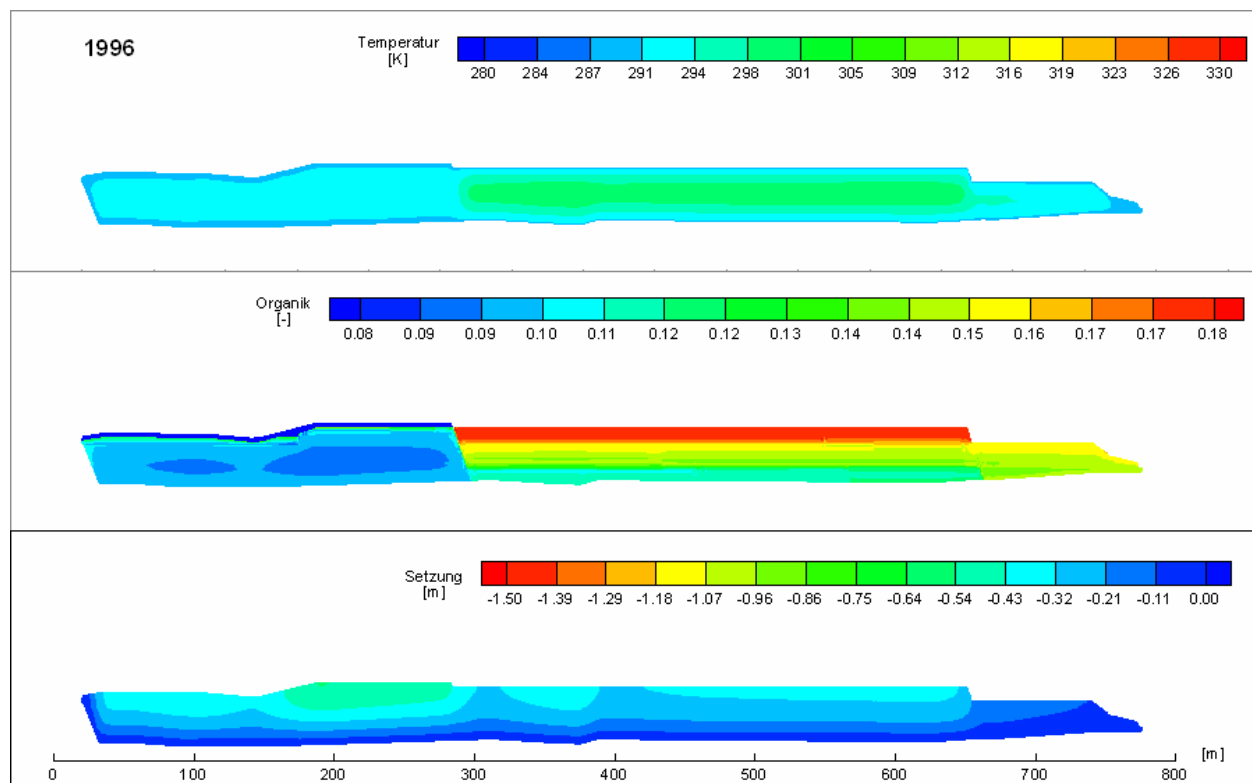 1996
Temperatur
[K]
280 284 287 291 294 298 301 305 309 312 316 319 323 326 330
Organik
[-]
0.08 0.09 0.09 0.10 0.11 0.12 0.12 0.13 0.14 0.14 0.15 0.16 0.17 0.17 0.18
Setzung
[m]
-1.50 -1.39 -1.29 -1.18 -1.07 -0.96 -0.86 -0.75 -0.64 -0.54 -0.43 -0.32 -0.21 -0.11 0.00
[m]
0 100 200 300 400 500 600 700 800